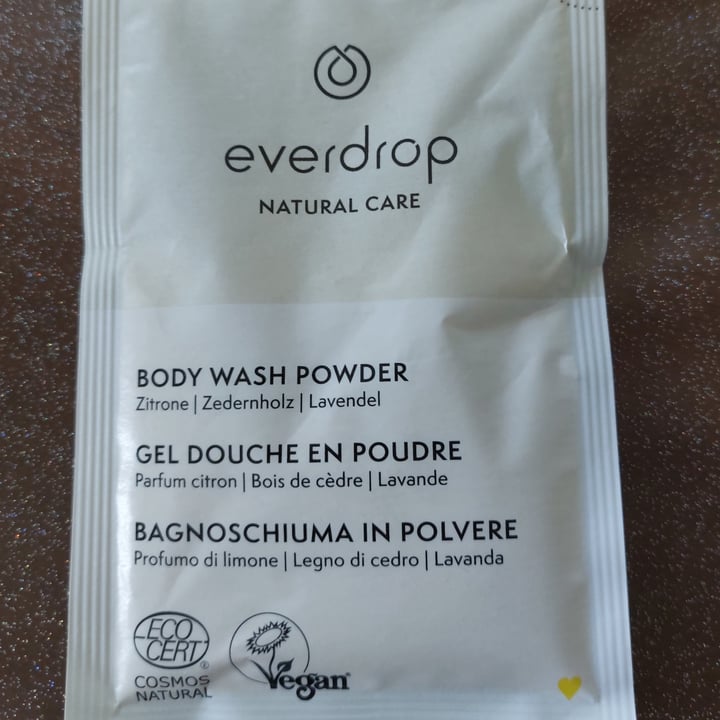 everdrop
NATURAL CARE
BODY WASH POWDER
Zitrone | Zedernholz | Lavendel
GEL DOUCHE EN POUDRE
Parfum citron | Bois de cèdre | Lavande
BAGNOSCHIUMA IN POLVERE
Profumo di limone | Legno di cedro | Lavanda
ECO
CERT®
COSMOS
NATURAL
Vegan